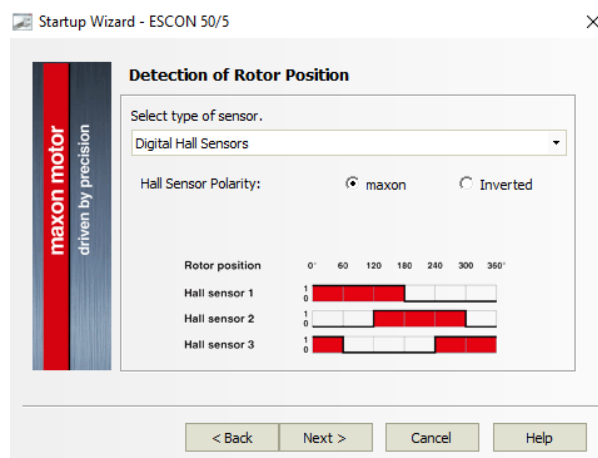 Startup Wizard - ESCON 50/5
maxon motor
driven by precision
Detection of Rotor Position
Select type of sensor.
Digital Hall Sensors
Hall Sensor Polarity: maxon Inverted
Rotor position 0° 60 120 180 240 300 360°
Hall sensor 1 1 0
Hall sensor 2 1 0
Hall sensor 3 1 0
< Back Next > Cancel Help